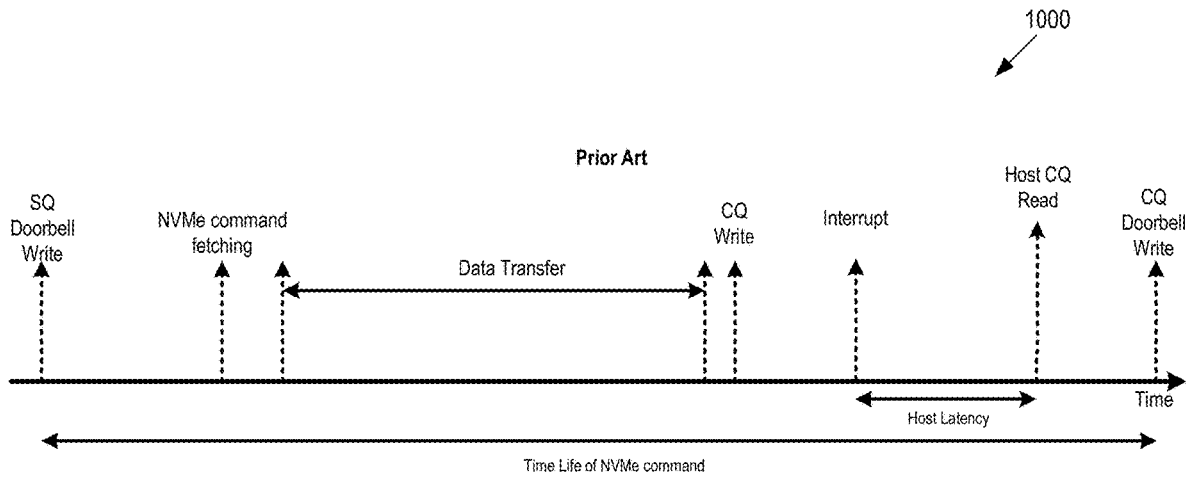 1000
Prior Art
SQ
Doorbell
Write
NVMe command
fetching
Data Transfer
CQ
Write
Interrupt
Host CQ
Read
CQ
Doorbell
Write
Time
Host Latency
Time Life of NVMe command